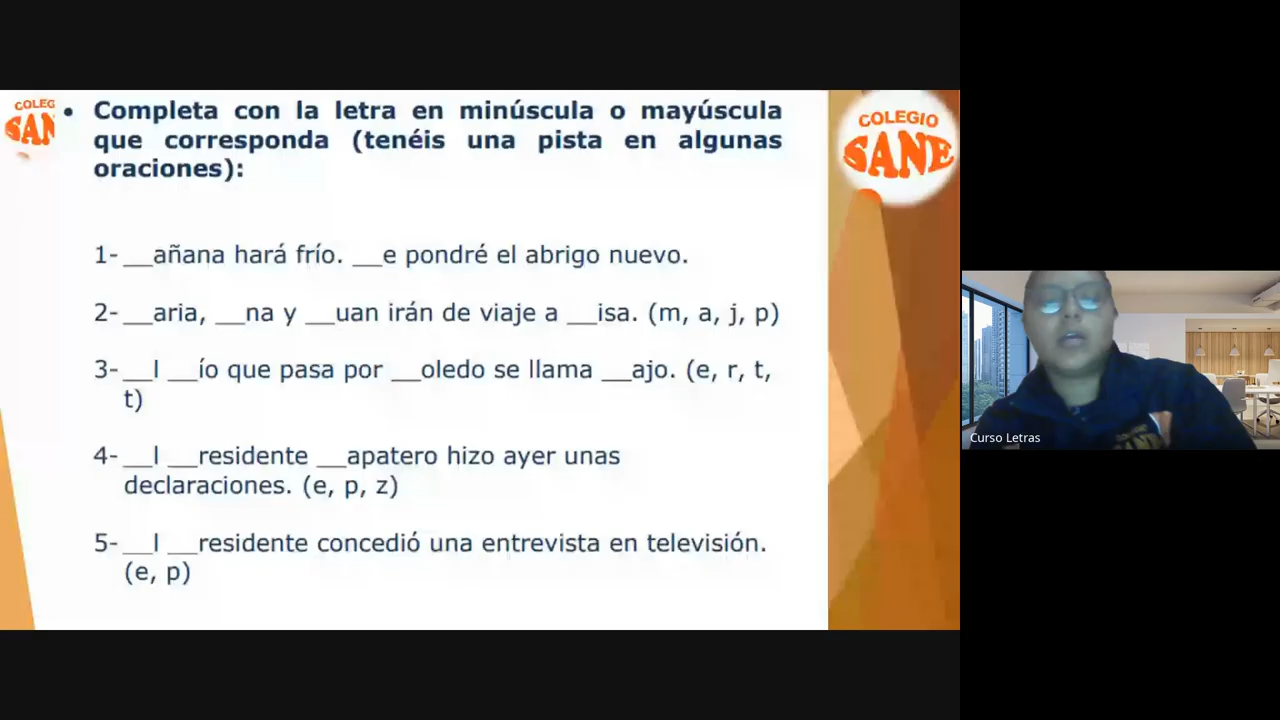 COLEG
SAN
• Completa con la letra en minúscula o mayúscula
que corresponda (tenéis una pista en algunas
oraciones):
1- __añana hará frío. __e pondré el abrigo nuevo.
2- __aria, __na y __uan irán de viaje a __isa. (m, a, j, p)
3- __l __ío que pasa por __oledo se llama __ajo. (e, r, t,
t)
4- __l __residente __apatero hizo ayer unas
declaraciones. (e, p, z)
5- __l __residente concedió una entrevista en televisión.
(e, p)
COLEGIO
SANE
Curso Letras